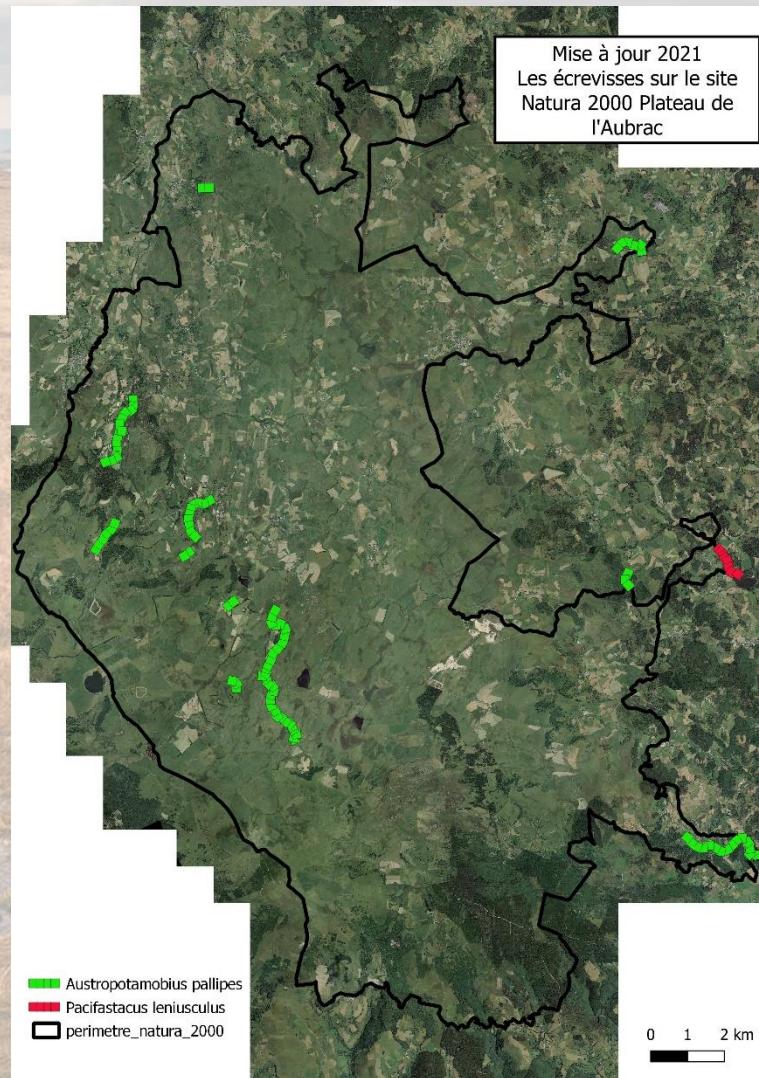 Mise à jour 2021
Les écrevisses sur le site
Natura 2000 Plateau de
l'Aubrac
Austropotamobius pallipes
Pacifastacus leniusculus
perimetre_natura_2000
0 1 2 km